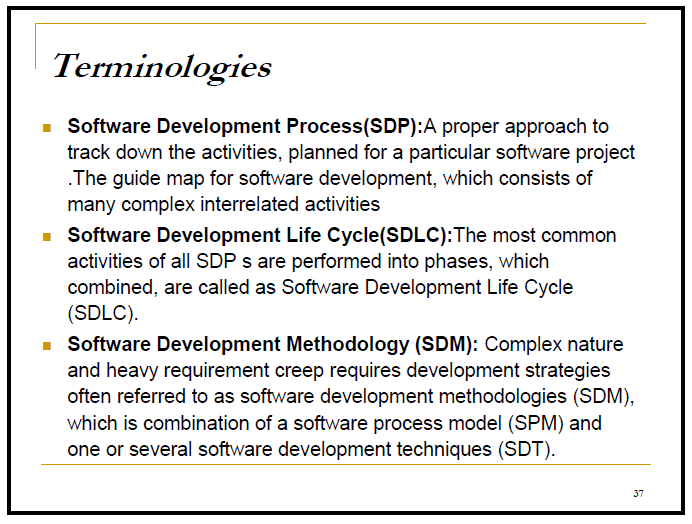 Terminologies
Software Development Process(SDP):A proper approach to
track down the activities, planned for a particular software project
.The guide map for software development, which consists of
many complex interrelated activities
Software Development Life Cycle(SDLC):The most common
activities of all SDP s are performed into phases, which
combined, are called as Software Development Life Cycle
(SDLC).
Software Development Methodology (SDM): Complex nature
and heavy requirement creep requires development strategies
often referred to as software development methodologies (SDM),
which is combination of a software process model (SPM) and
one or several software development techniques (SDT).
37